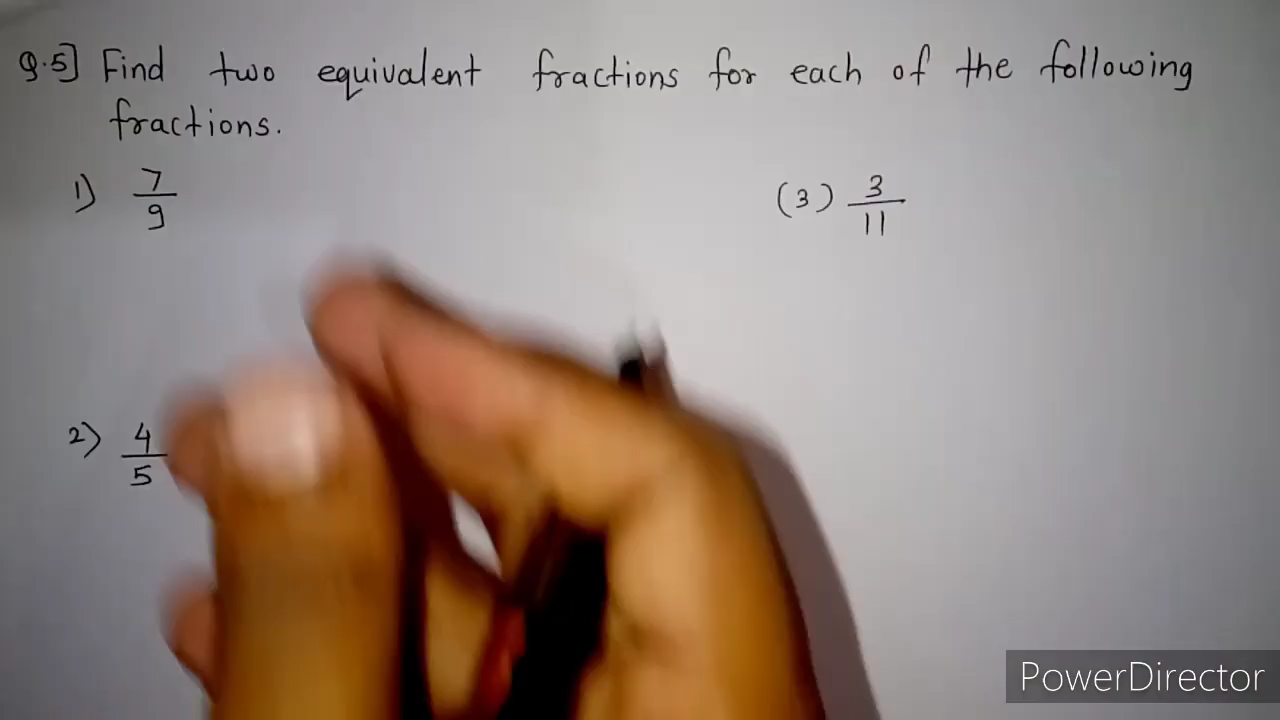 Q.5] Find two equivalent fractions for each of the following
fractions.
1) 7/9
(3) 3/11
2) 4/5
PowerDirector